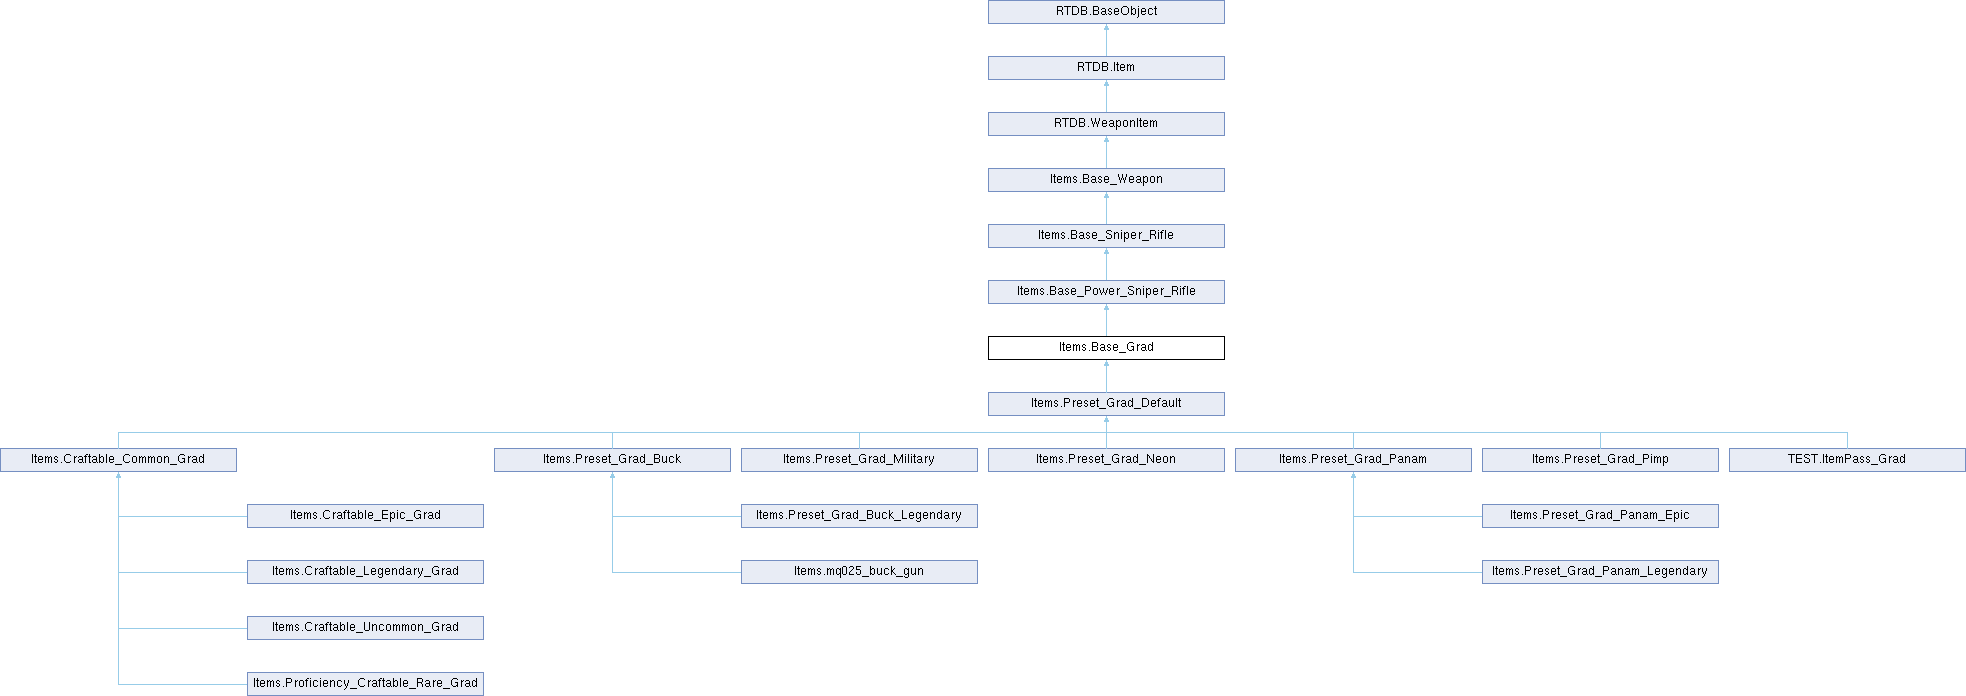 RTDB.BaseObject
RTDB.Item
RTDB.WeaponItem
Items.Base_Weapon
Items.Base_Sniper_Rifle
Items.Base_Power_Sniper_Rifle
Items.Base_Grad
Items.Preset_Grad_Default
Items.Craftable_Common_Grad
Items.Preset_Grad_Buck
Items.Preset_Grad_Military
Items.Preset_Grad_Neon
Items.Preset_Grad_Panam
Items.Preset_Grad_Pimp
TEST.ItemPass_Grad
Items.Craftable_Epic_Grad
Items.Preset_Grad_Buck_Legendary
Items.Preset_Grad_Panam_Epic
Items.Craftable_Legendary_Grad
Items.mq025_buck_gun
Items.Preset_Grad_Panam_Legendary
Items.Craftable_Uncommon_Grad
Items.Proficiency_Craftable_Rare_Grad